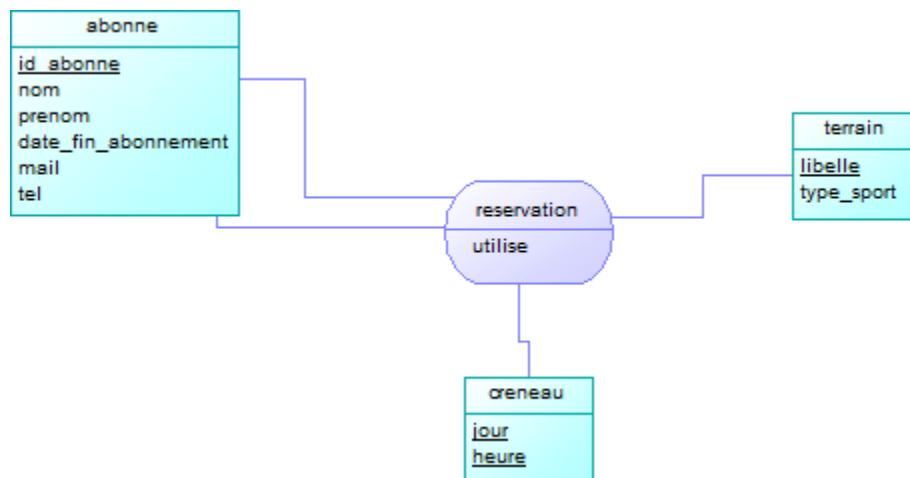 abonne
id_abonne
nom
prenom
date_fin_abonnement
mail
tel
terrain
libelle
type_sport
reservation
utilise
creneau
jour
heure